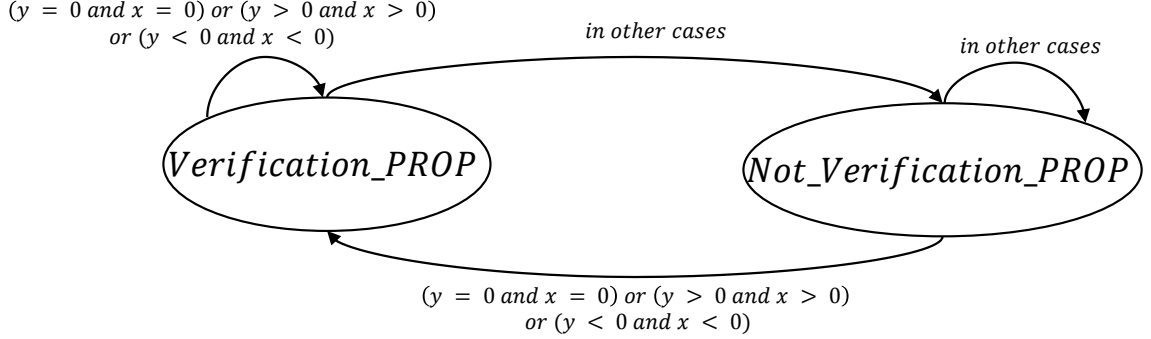 (y = 0 and x = 0) or (y > 0 and x > 0)
or (y < 0 and x < 0)
in other cases
in other cases
Verification_PROP
Not_Verification_PROP
(y = 0 and x = 0) or (y > 0 and x > 0)
or (y < 0 and x < 0)